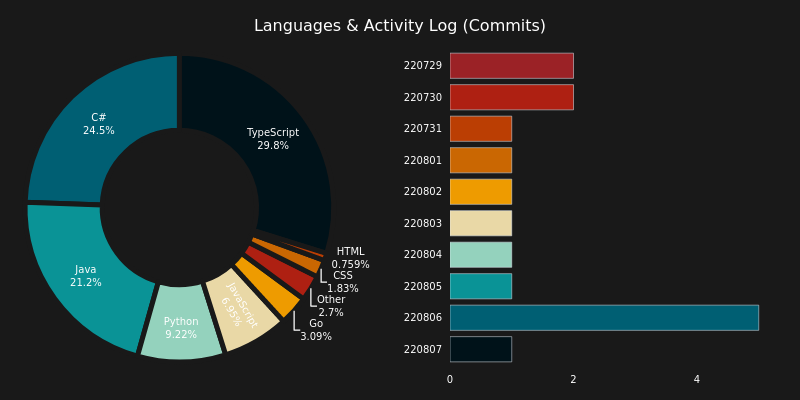 Languages & Activity Log (Commits)
TypeScript
29.8%
C#
24.5%
Java
21.2%
Python
9.22%
JavaScript
6.95%
Go
3.09%
Other
2.7%
CSS
1.83%
HTML
0.759%
220729
220730
220731
220801
220802
220803
220804
220805
220806
220807
0
2
4